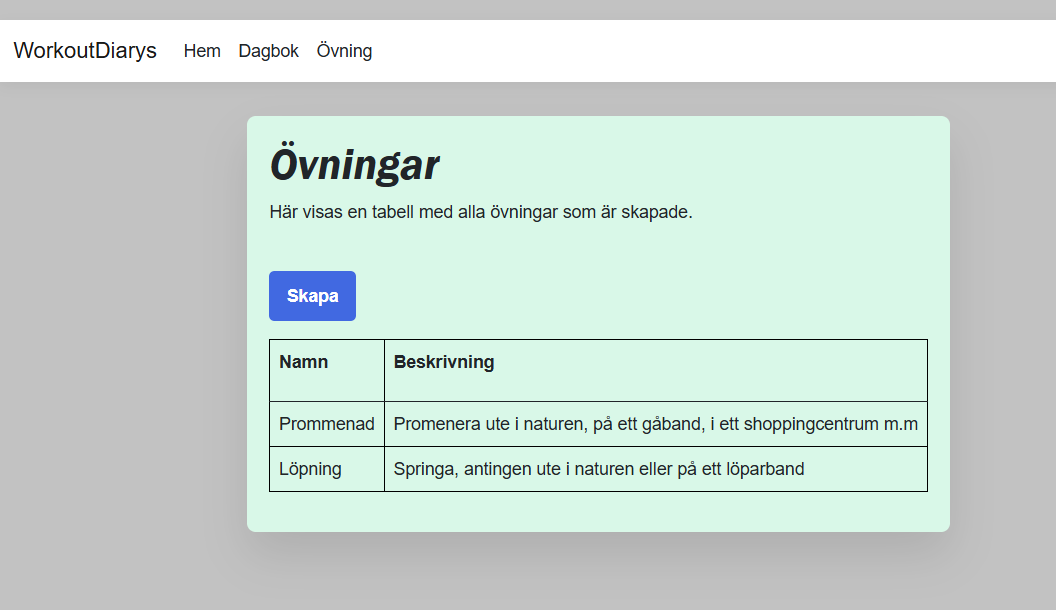 WorkoutDiarys Hem Dagbok Övning
Övningar
Här visas en tabell med alla övningar som är skapade.
Skapa
Namn Beskrivning
Prommenad Promenera ute i naturen, på ett gåband, i ett shoppingcentrum m.m
Löpning Springa, antingen ute i naturen eller på ett löparband